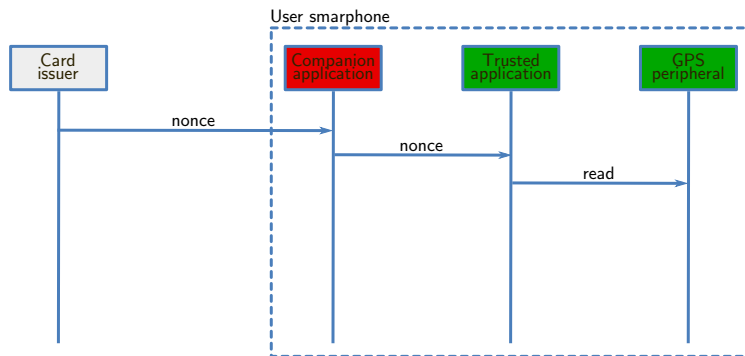 User smarphone
Card
issuer
Companion
application
Trusted
application
GPS
peripheral
nonce
nonce
read